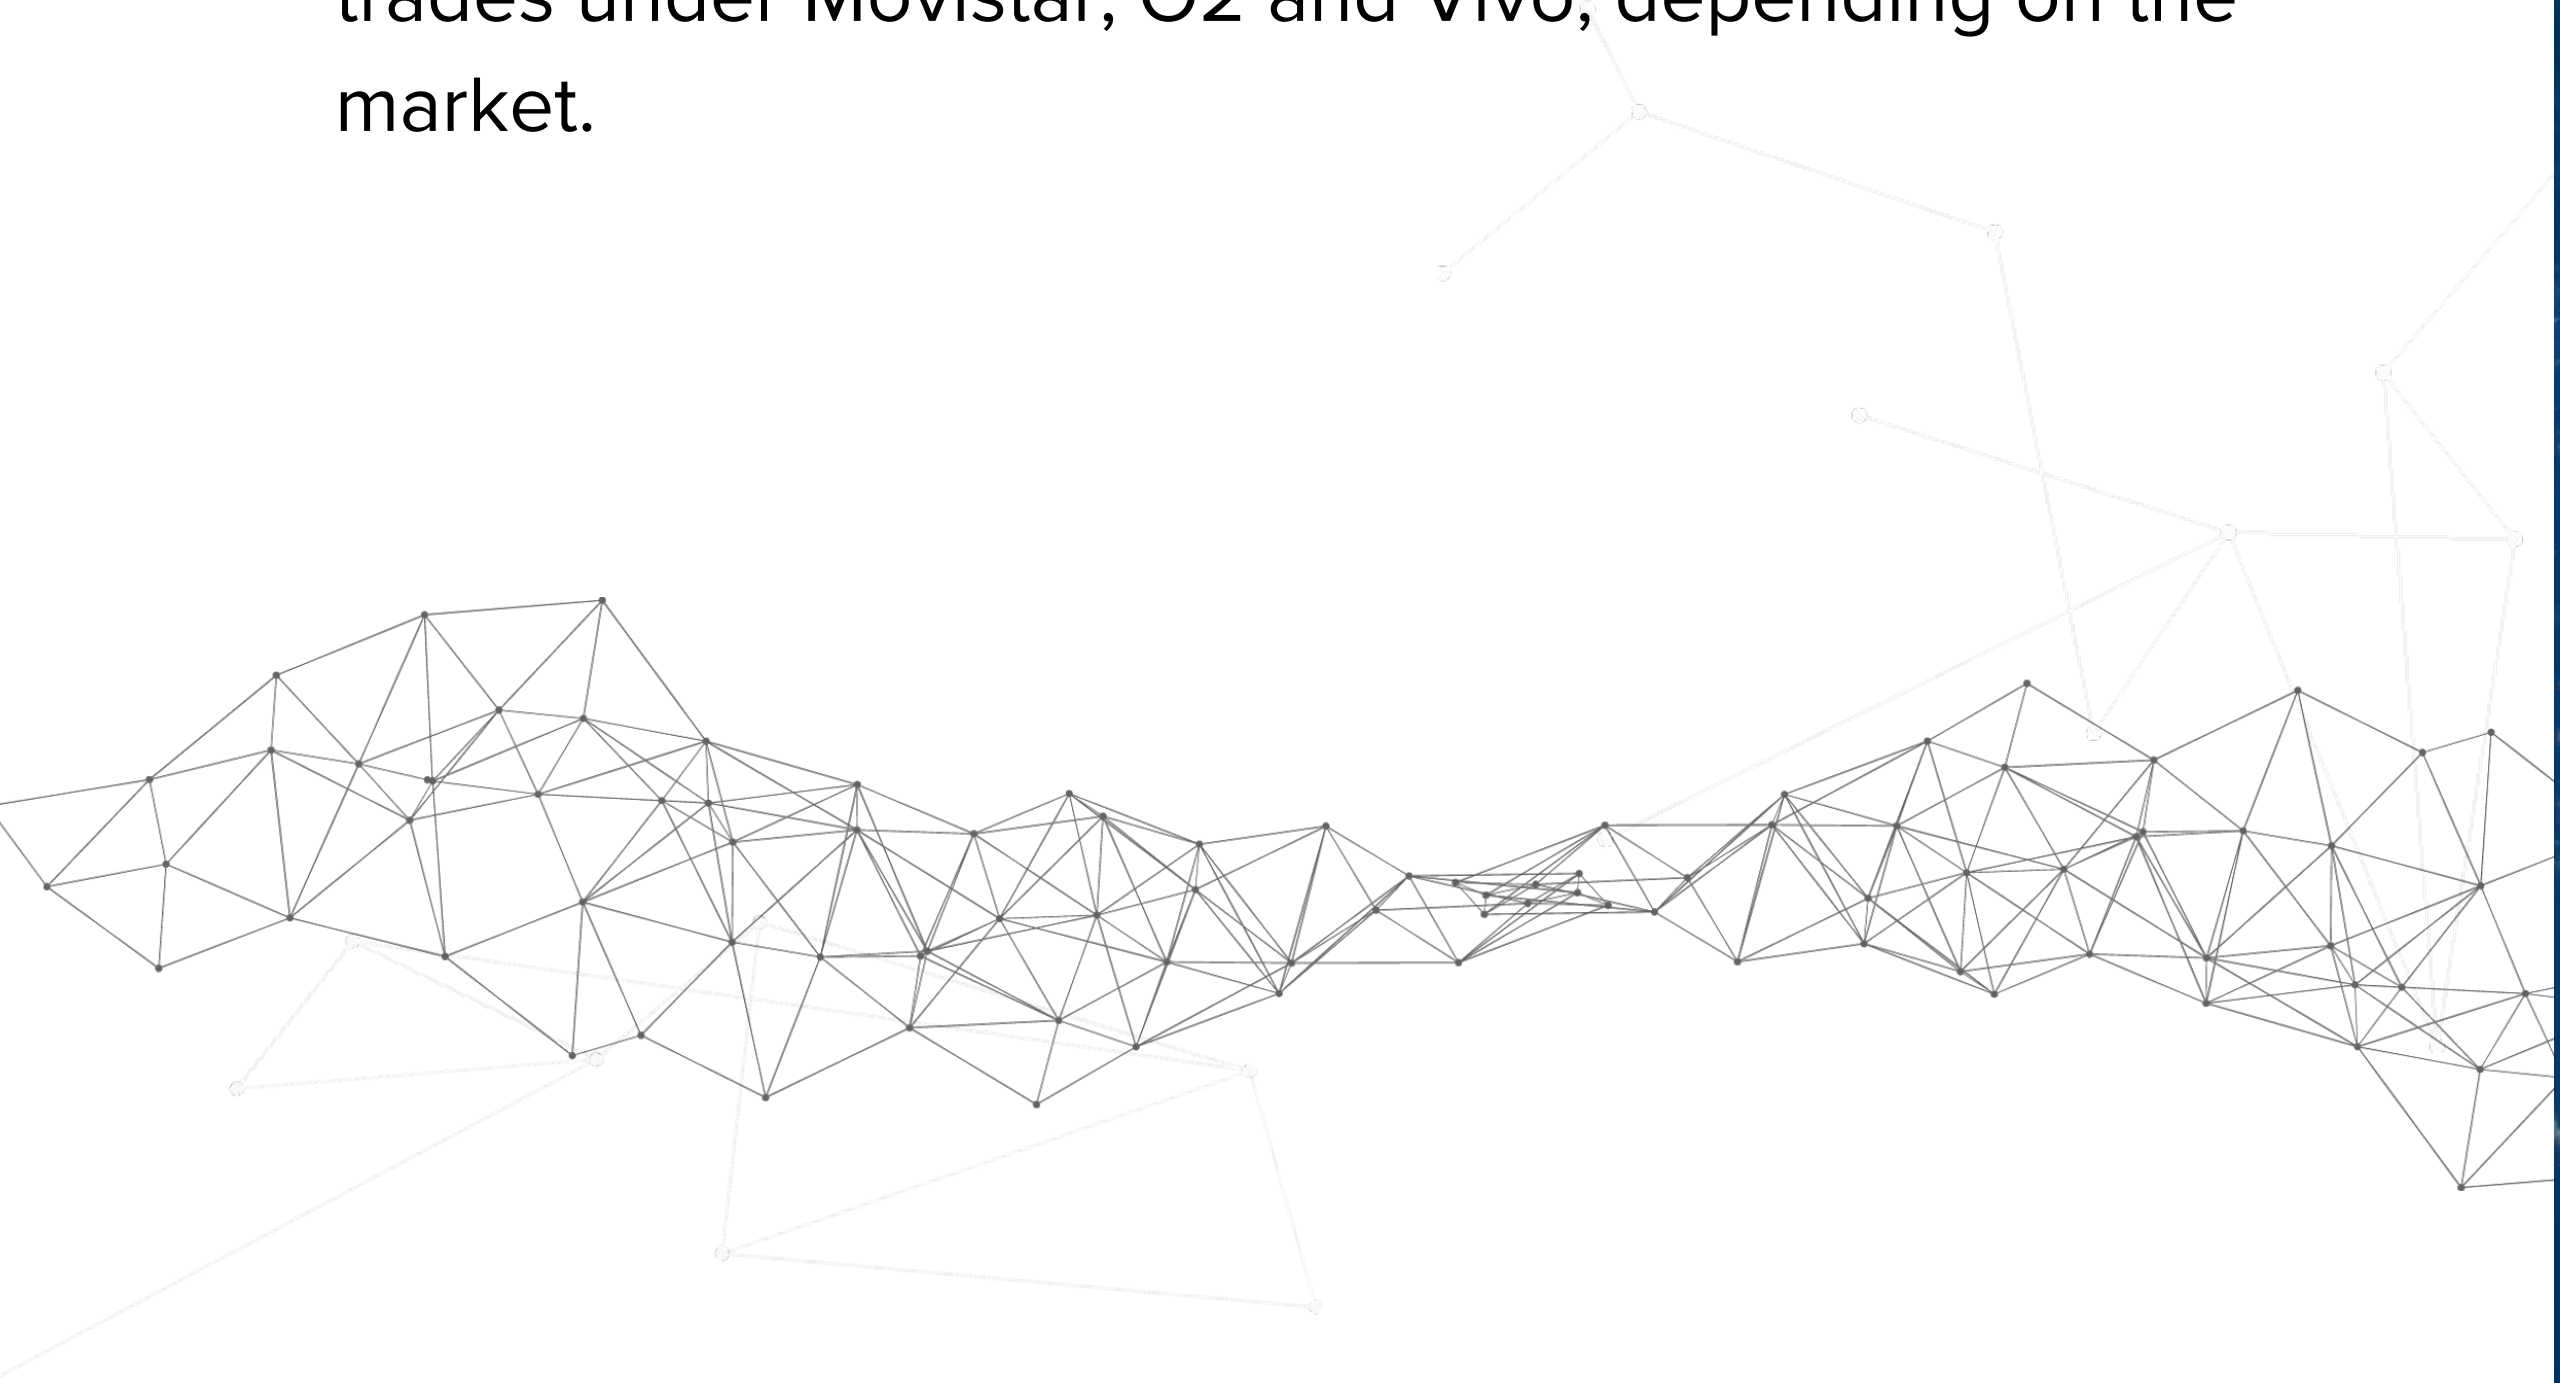 trades under Movistar, O2 and Vivo, depending on the
market.